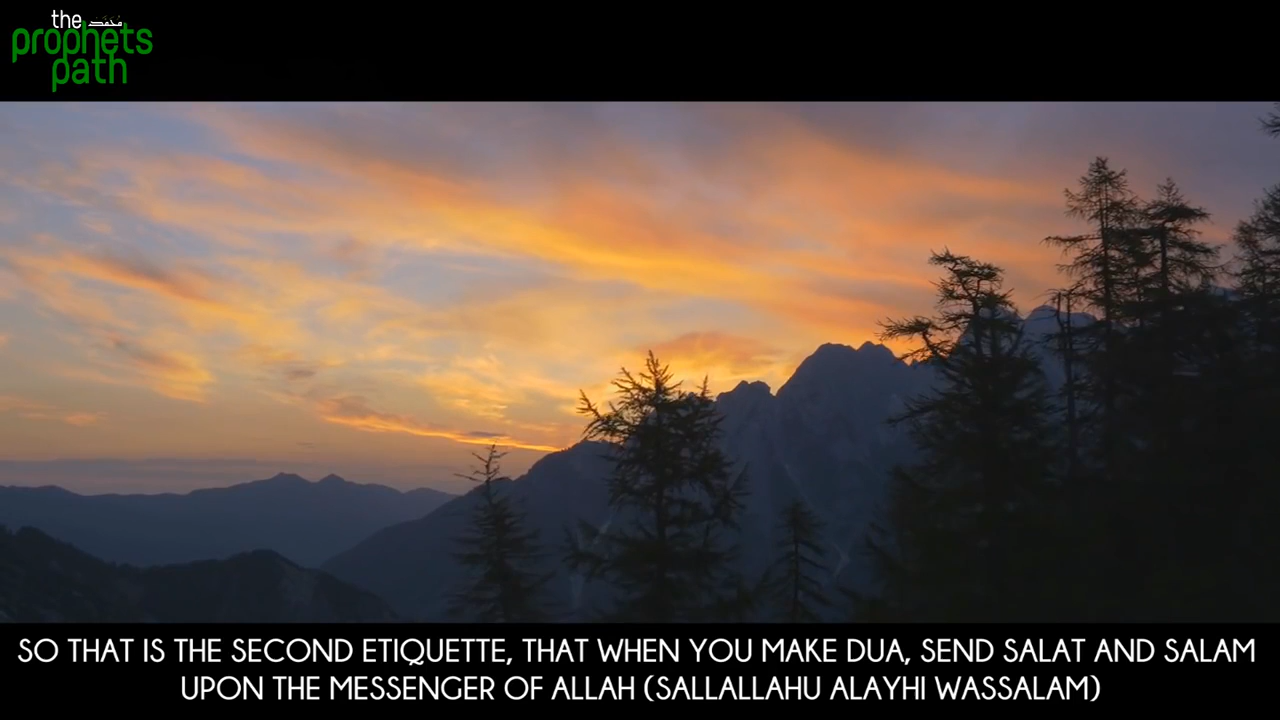 the
prophets
path
SO THAT IS THE SECOND ETIQUETTE, THAT WHEN YOU MAKE DUA, SEND SALAT AND SALAM
UPON THE MESSENGER OF ALLAH (SALLALLAHU ALAYHI WASSALAM)